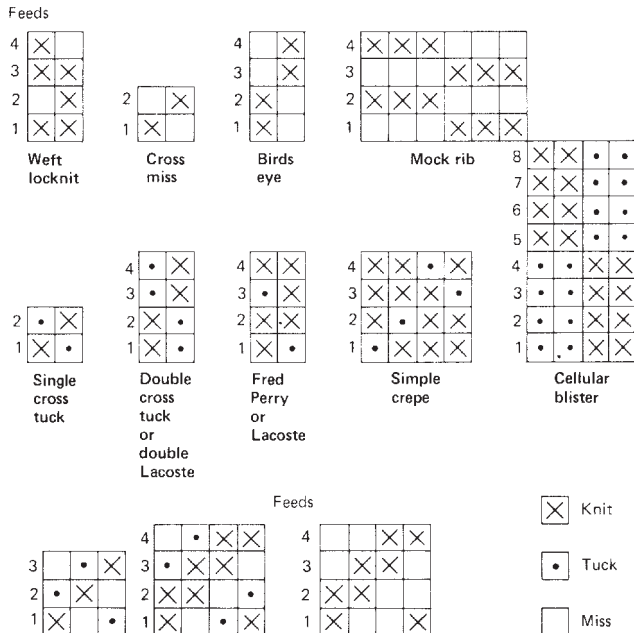 Feeds
4
3
2
1
Weft
locknit
2
1
Cross
miss
4
3
2
1
Birds
eye
4
3
2
1
Mock rib
8
7
6
5
4
3
2
1
Cellular
blister
2
1
Single
cross
tuck
4
3
2
1
Double
cross
tuck
or
double
Lacoste
4
3
2
1
Fred
Perry
or
Lacoste
4
3
2
1
Simple
crepe
Feeds
3
2
1
4
3
2
1
4
3
2
1
Knit
Tuck
Miss